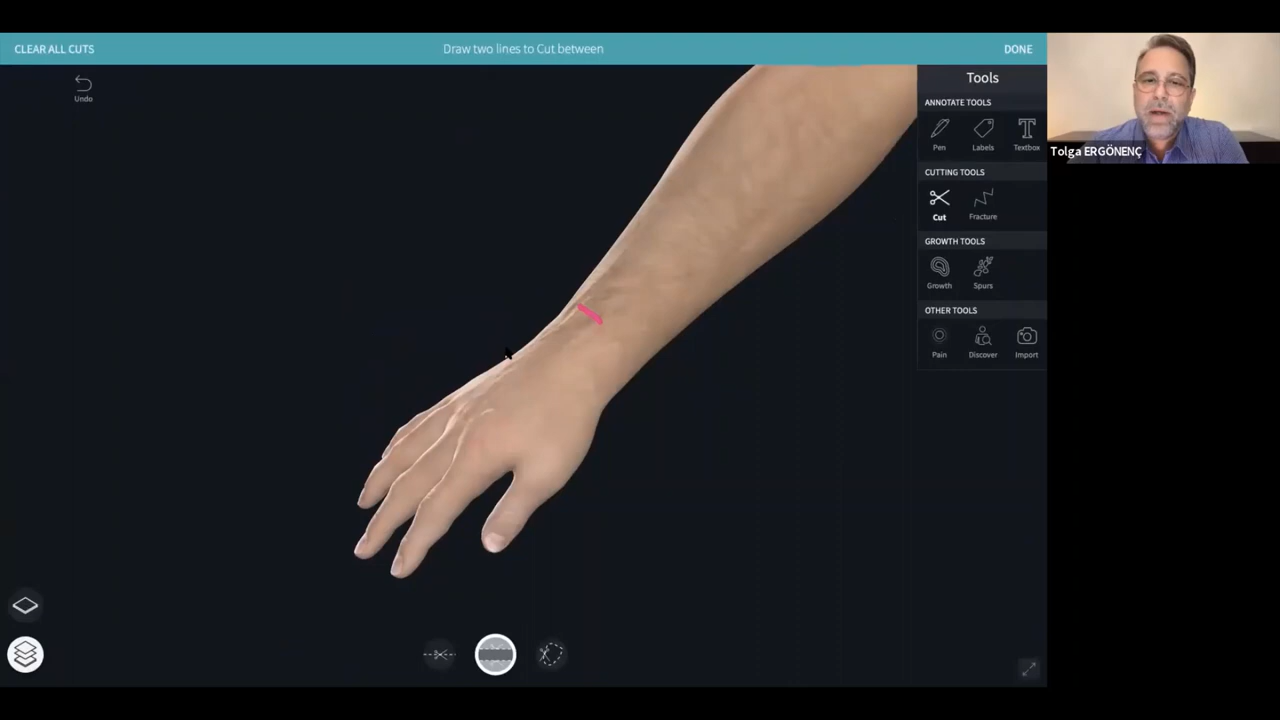 CLEAR ALL CUTS
Draw two lines to Cut between
DONE
Undo
Tools
ANNOTATE TOOLS
Pen
Labels
Textbox
CUTTING TOOLS
Cut
Fracture
GROWTH TOOLS
Growth
Spurs
OTHER TOOLS
Pain
Discover
Import
Tolga ERGÖNENÇ